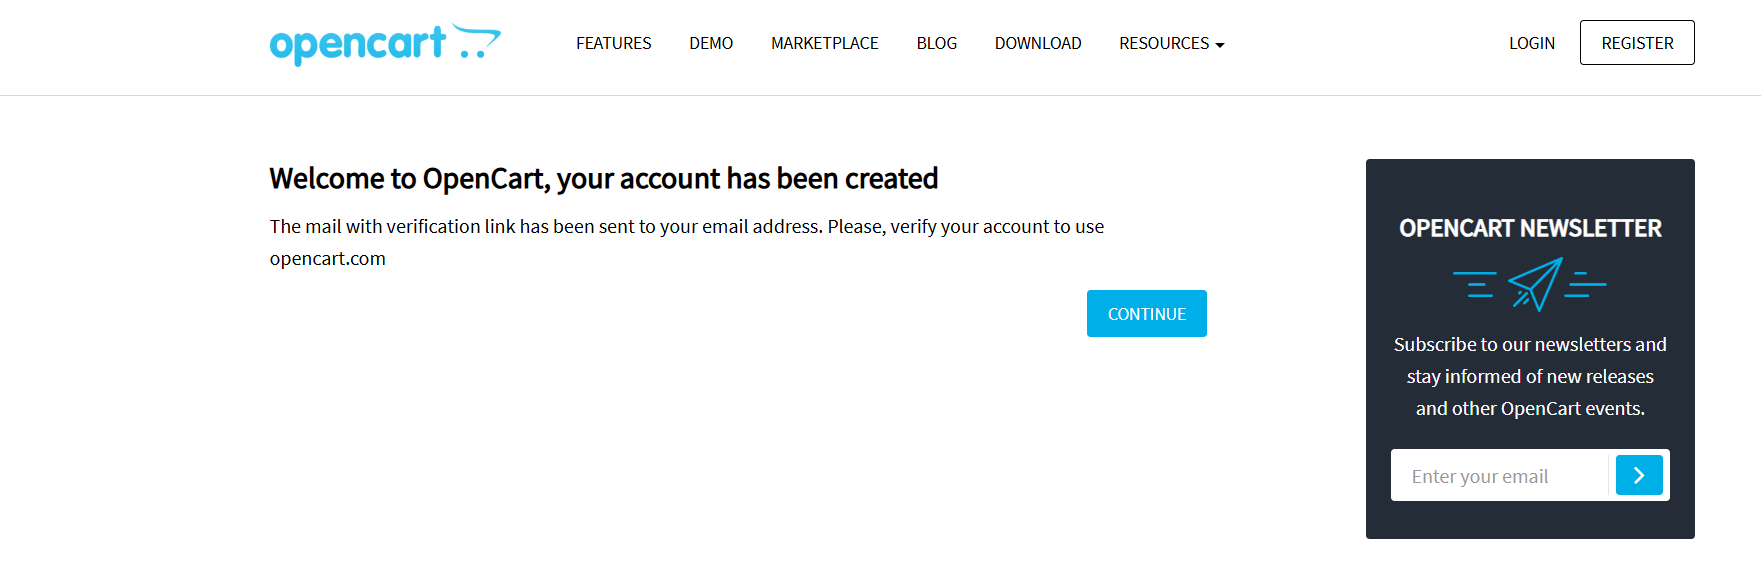 opencart
FEATURES DEMO MARKETPLACE BLOG DOWNLOAD RESOURCES
LOGIN REGISTER
Welcome to OpenCart, your account has been created
The mail with verification link has been sent to your email address. Please, verify your account to use
opencart.com
CONTINUE
OPENCART NEWSLETTER
Subscribe to our newsletters and
stay informed of new releases
and other OpenCart events.
Enter your email